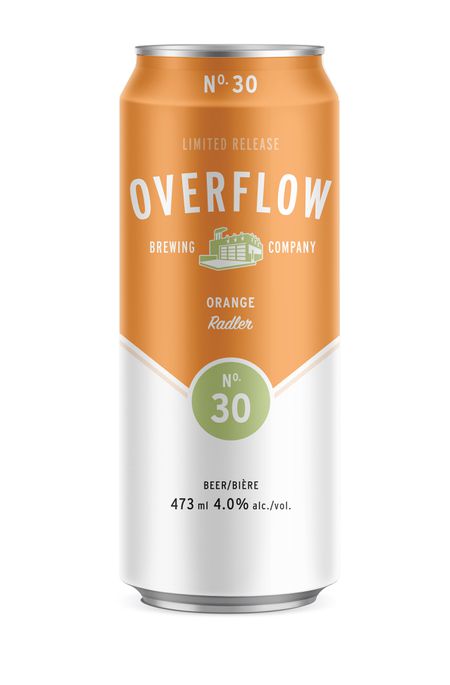 Nº. 30
LIMITED RELEASE
OVERFLOW
BREWING COMPANY
ORANGE
Radler
Nº.
30
BEER/BIÈRE
473 ml 4.0% alc./vol.